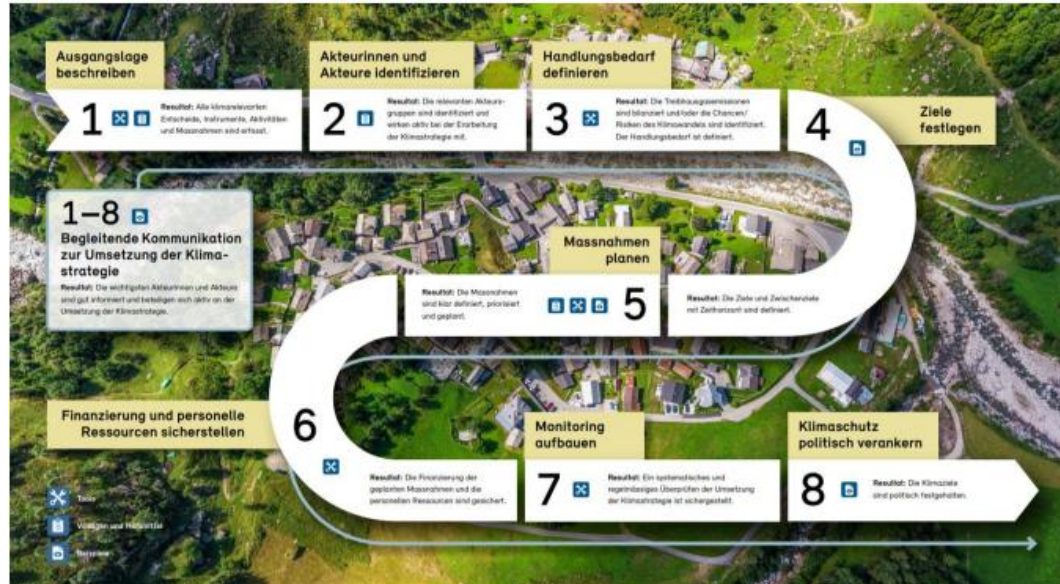 Ausgangslage
beschreiben
1
Resultat: Alle klimarelevanten
Entscheide, Instrumente, Aktivitäten
und Massnahmen sind erfasst.
Akteurinnen und
Akteure identifizieren
2
Resultat: Die relevanten Akteurs-
gruppen sind identifiziert und
wirken aktiv bei der Erarbeitung
der Klimastrategie mit.
Handlungsbedarf
definieren
3
Resultat: Die Treibhausgasemissionen
sind bilanziert und/oder die Chancen/
Risiken des Klimawandels sind identifiziert.
Der Handlungsbedarf ist definiert.
4
Ziele
festlegen
Resultat: Die Ziele und Zwischenziele
mit Zeithorizont sind definiert.
1–8
Begleitende Kommunikation
zur Umsetzung der Klima-
strategie
Resultat: Die wichtigsten Akteurinnen und Akteure
sind gut informiert und beteiligen sich aktiv an der
Umsetzung der Klimastrategie.
Massnahmen
planen
5
Resultat: Die Massnahmen
sind klar definiert, priorisiert
und geplant.
Finanzierung und personelle
Ressourcen sicherstellen
6
Resultat: Die Finanzierung der
geplanten Massnahmen und die
personellen Ressourcen sind gesichert.
Monitoring
aufbauen
7
Resultat: Ein systematisches und
regelmässiges Überprüfen der Umsetzung
der Klimastrategie ist sichergestellt.
Klimaschutz
politisch verankern
8
Resultat: Die Klimaziele
sind politisch festgehalten.
Tools
Vorlagen und Hilfsmittel
Beispiele